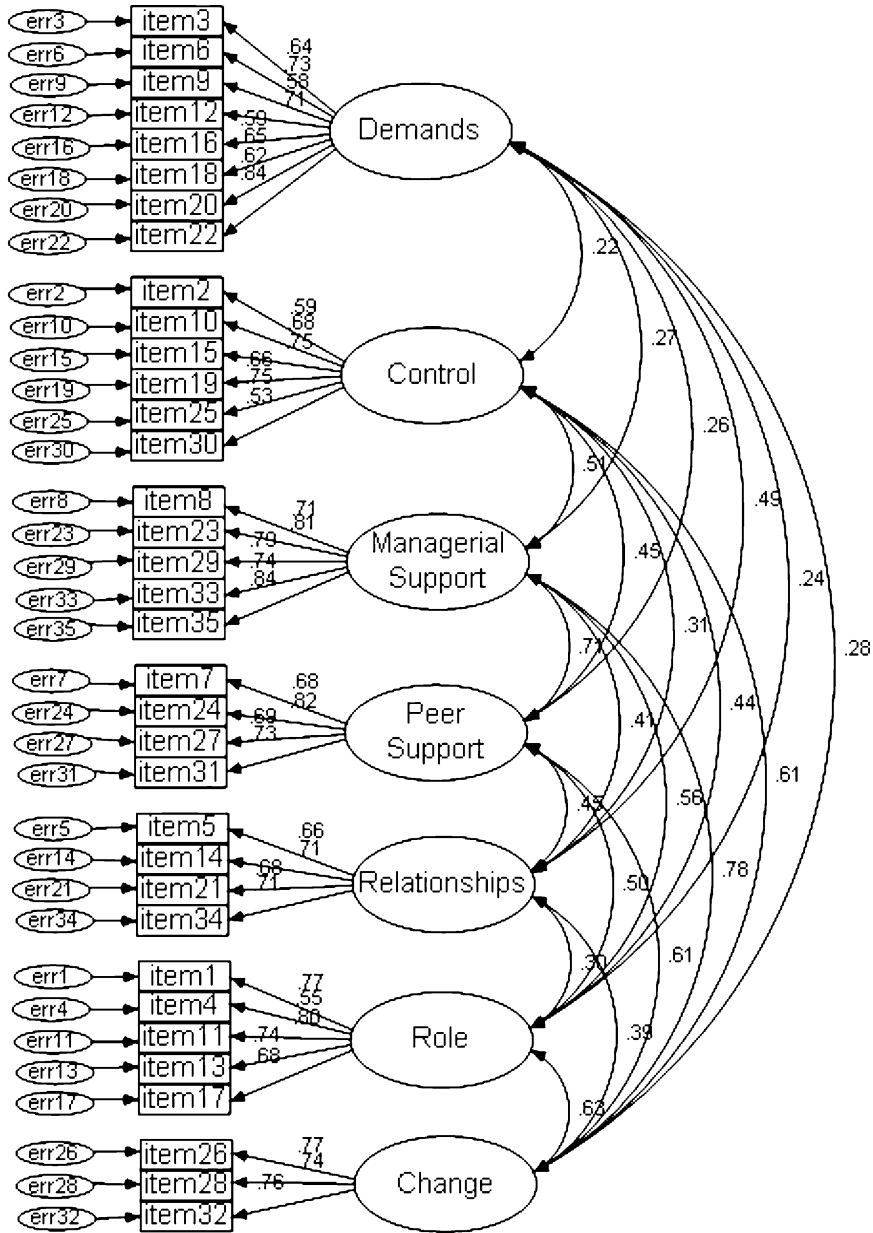 err3 item3
err6 item6
err9 item9
err12 item12
err16 item16
err18 item18
err20 item20
err22 item22
.64
.73
.58
.71
.59
.65
.62
.84
Demands
err2 item2
err10 item10
err15 item15
err19 item19
err25 item25
err30 item30
.59
.68
.75
.66
.75
.53
Control
err8 item8
err23 item23
err29 item29
err33 item33
err35 item35
.71
.81
.79
.74
.84
Managerial
Support
err7 item7
err24 item24
err27 item27
err31 item31
.68
.82
.69
.73
Peer
Support
err5 item5
err14 item14
err21 item21
err34 item34
.66
.71
.68
.71
Relationships
err1 item1
err4 item4
err11 item11
err13 item13
err17 item17
.77
.55
.80
.74
.68
Role
err26 item26
err28 item28
err32 item32
.77
.74
.76
Change
.22
.27
.26
.49
.24
.28
.51
.45
.31
.44
.61
.71
.41
.56
.78
.45
.50
.61
.30
.39
.63